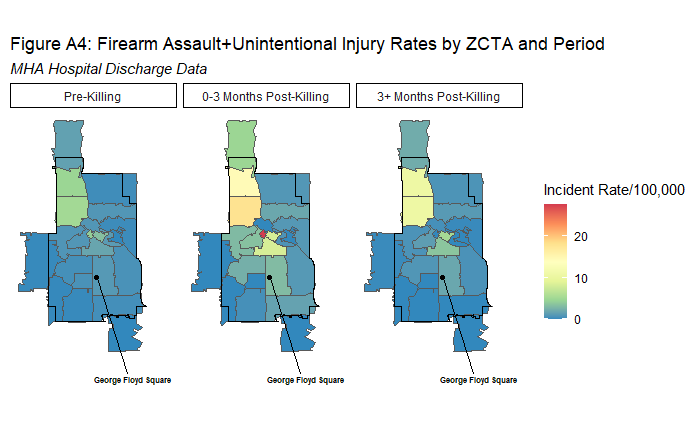 Figure A4: Firearm Assault+Unintentional Injury Rates by ZCTA and Period
MHA Hospital Discharge Data
Pre-Killing
0-3 Months Post-Killing
3+ Months Post-Killing
Incident Rate/100,000
20
10
0
George Floyd Square
George Floyd Square
George Floyd Square